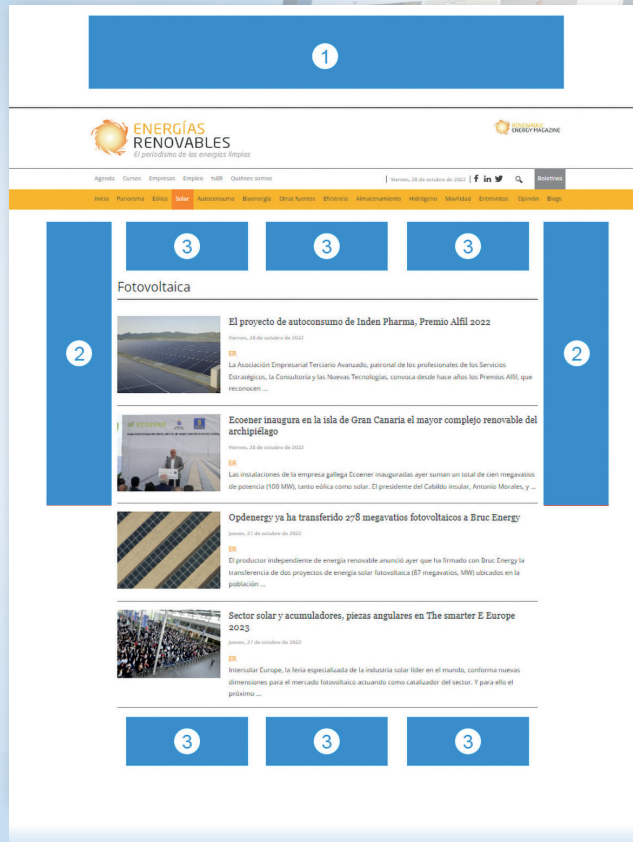 1
ENERGÍAS
RENOVABLES
El periodismo de las energías limpias
RENEWABLE
ENERGY MAGAZINE
Agenda Cursos Empresas Empleo tvER Quiénes somos
Viernes, 28 de octubre de 2022
Boletines
Inicio Panorama Eólica Solar Autoconsumo Bioenergía Otras fuentes Eficiencia Almacenamiento Hidrógeno Movilidad Entrevistas Opinión Blogs
3 3 3
2 2
Fotovoltaica
El proyecto de autoconsumo de Inden Pharma, Premio Alfil 2022
Viernes, 28 de octubre de 2022
ER
La Asociación Empresarial Terciario Avanzado, patronal de los profesionales de los Servicios
Estratégicos, la Consultoría y las Nuevas Tecnologías, convoca desde hace años los Premios Alfil, que
reconocen ...
Ecoener inaugura en la isla de Gran Canaria el mayor complejo renovable del
archipiélago
Viernes, 28 de octubre de 2022
ER
Las instalaciones de la empresa gallega Ecoener inauguradas ayer suman un total de cien megavatios
de potencia (100 MW), tanto eólica como solar. El presidente del Cabildo insular, Antonio Morales, y ...
Opdenergy ya ha transferido 278 megavatios fotovoltaicos a Bruc Energy
Jueves, 27 de octubre de 2022
ER
El productor independiente de energía renovable anunció ayer que ha firmado con Bruc Energy la
transferencia de dos proyectos de energía solar fotovoltaica (87 megavatios, MW) ubicados en la
población ...
Sector solar y acumuladores, piezas angulares en The smarter E Europe
2023
Jueves, 27 de octubre de 2022
ER
Intersolar Europe, la feria especializada de la industria solar líder en el mundo, conforma nuevas
dimensiones para el mercado fotovoltaico actuando como catalizador del sector. Y para ello el
próximo ...
3 3 3